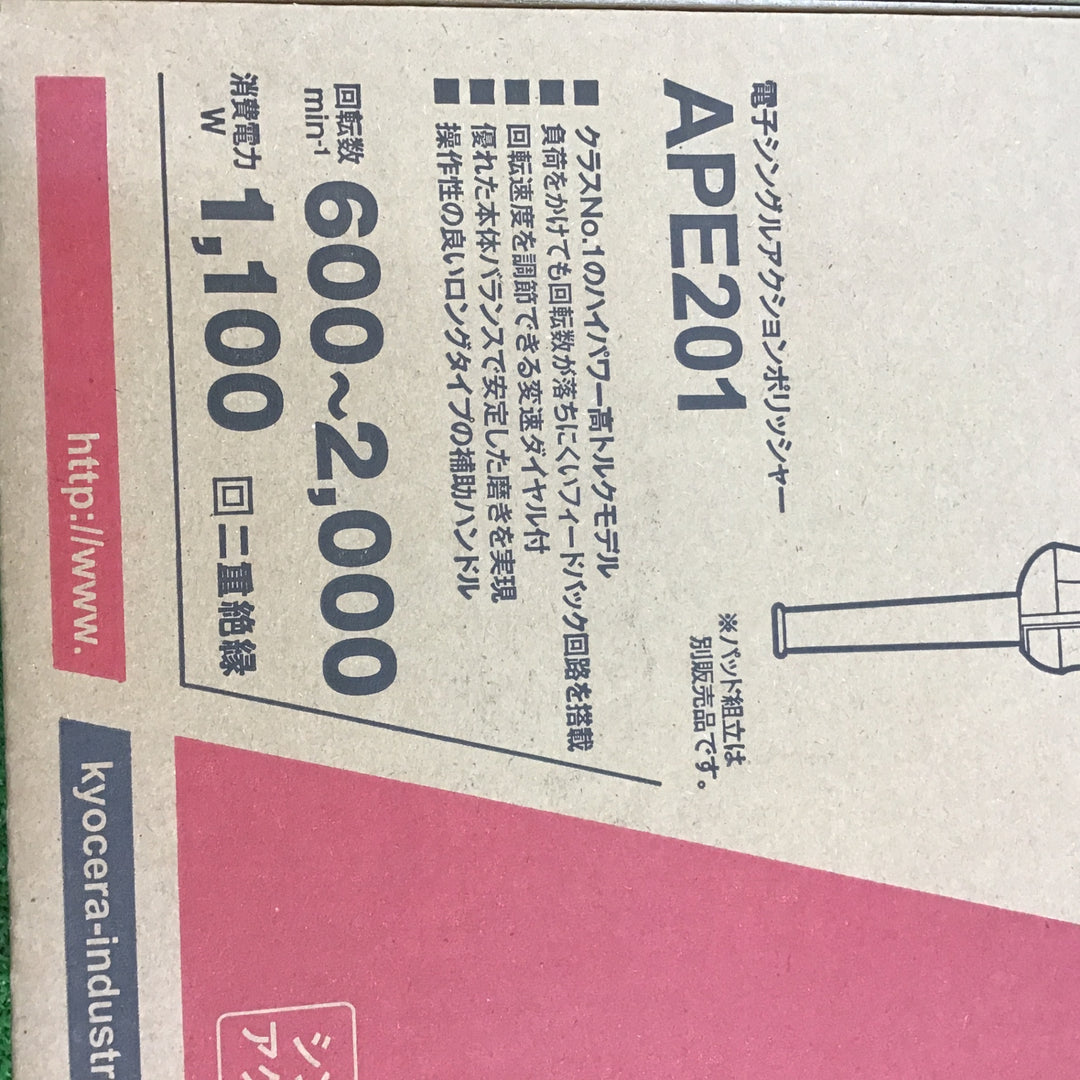 電子シングルアクションポリッシャー
APE201
※パット組立は
別販売品です。
■クラスNo.1のハイパワー高トルクモデル
■負荷をかけても回転数が落ちにくいフィードバック回路を搭載
■回転速度を調節できる変速ダイヤル付
■優れた本体バランスで安定した磨きを実現
■操作性の良いロングタイプの補助ハンドル
回転数 min-1 600~2,000
消費電力 W 1,100 回二重絶縁
http://www.
kyocera-industr
シン
アク